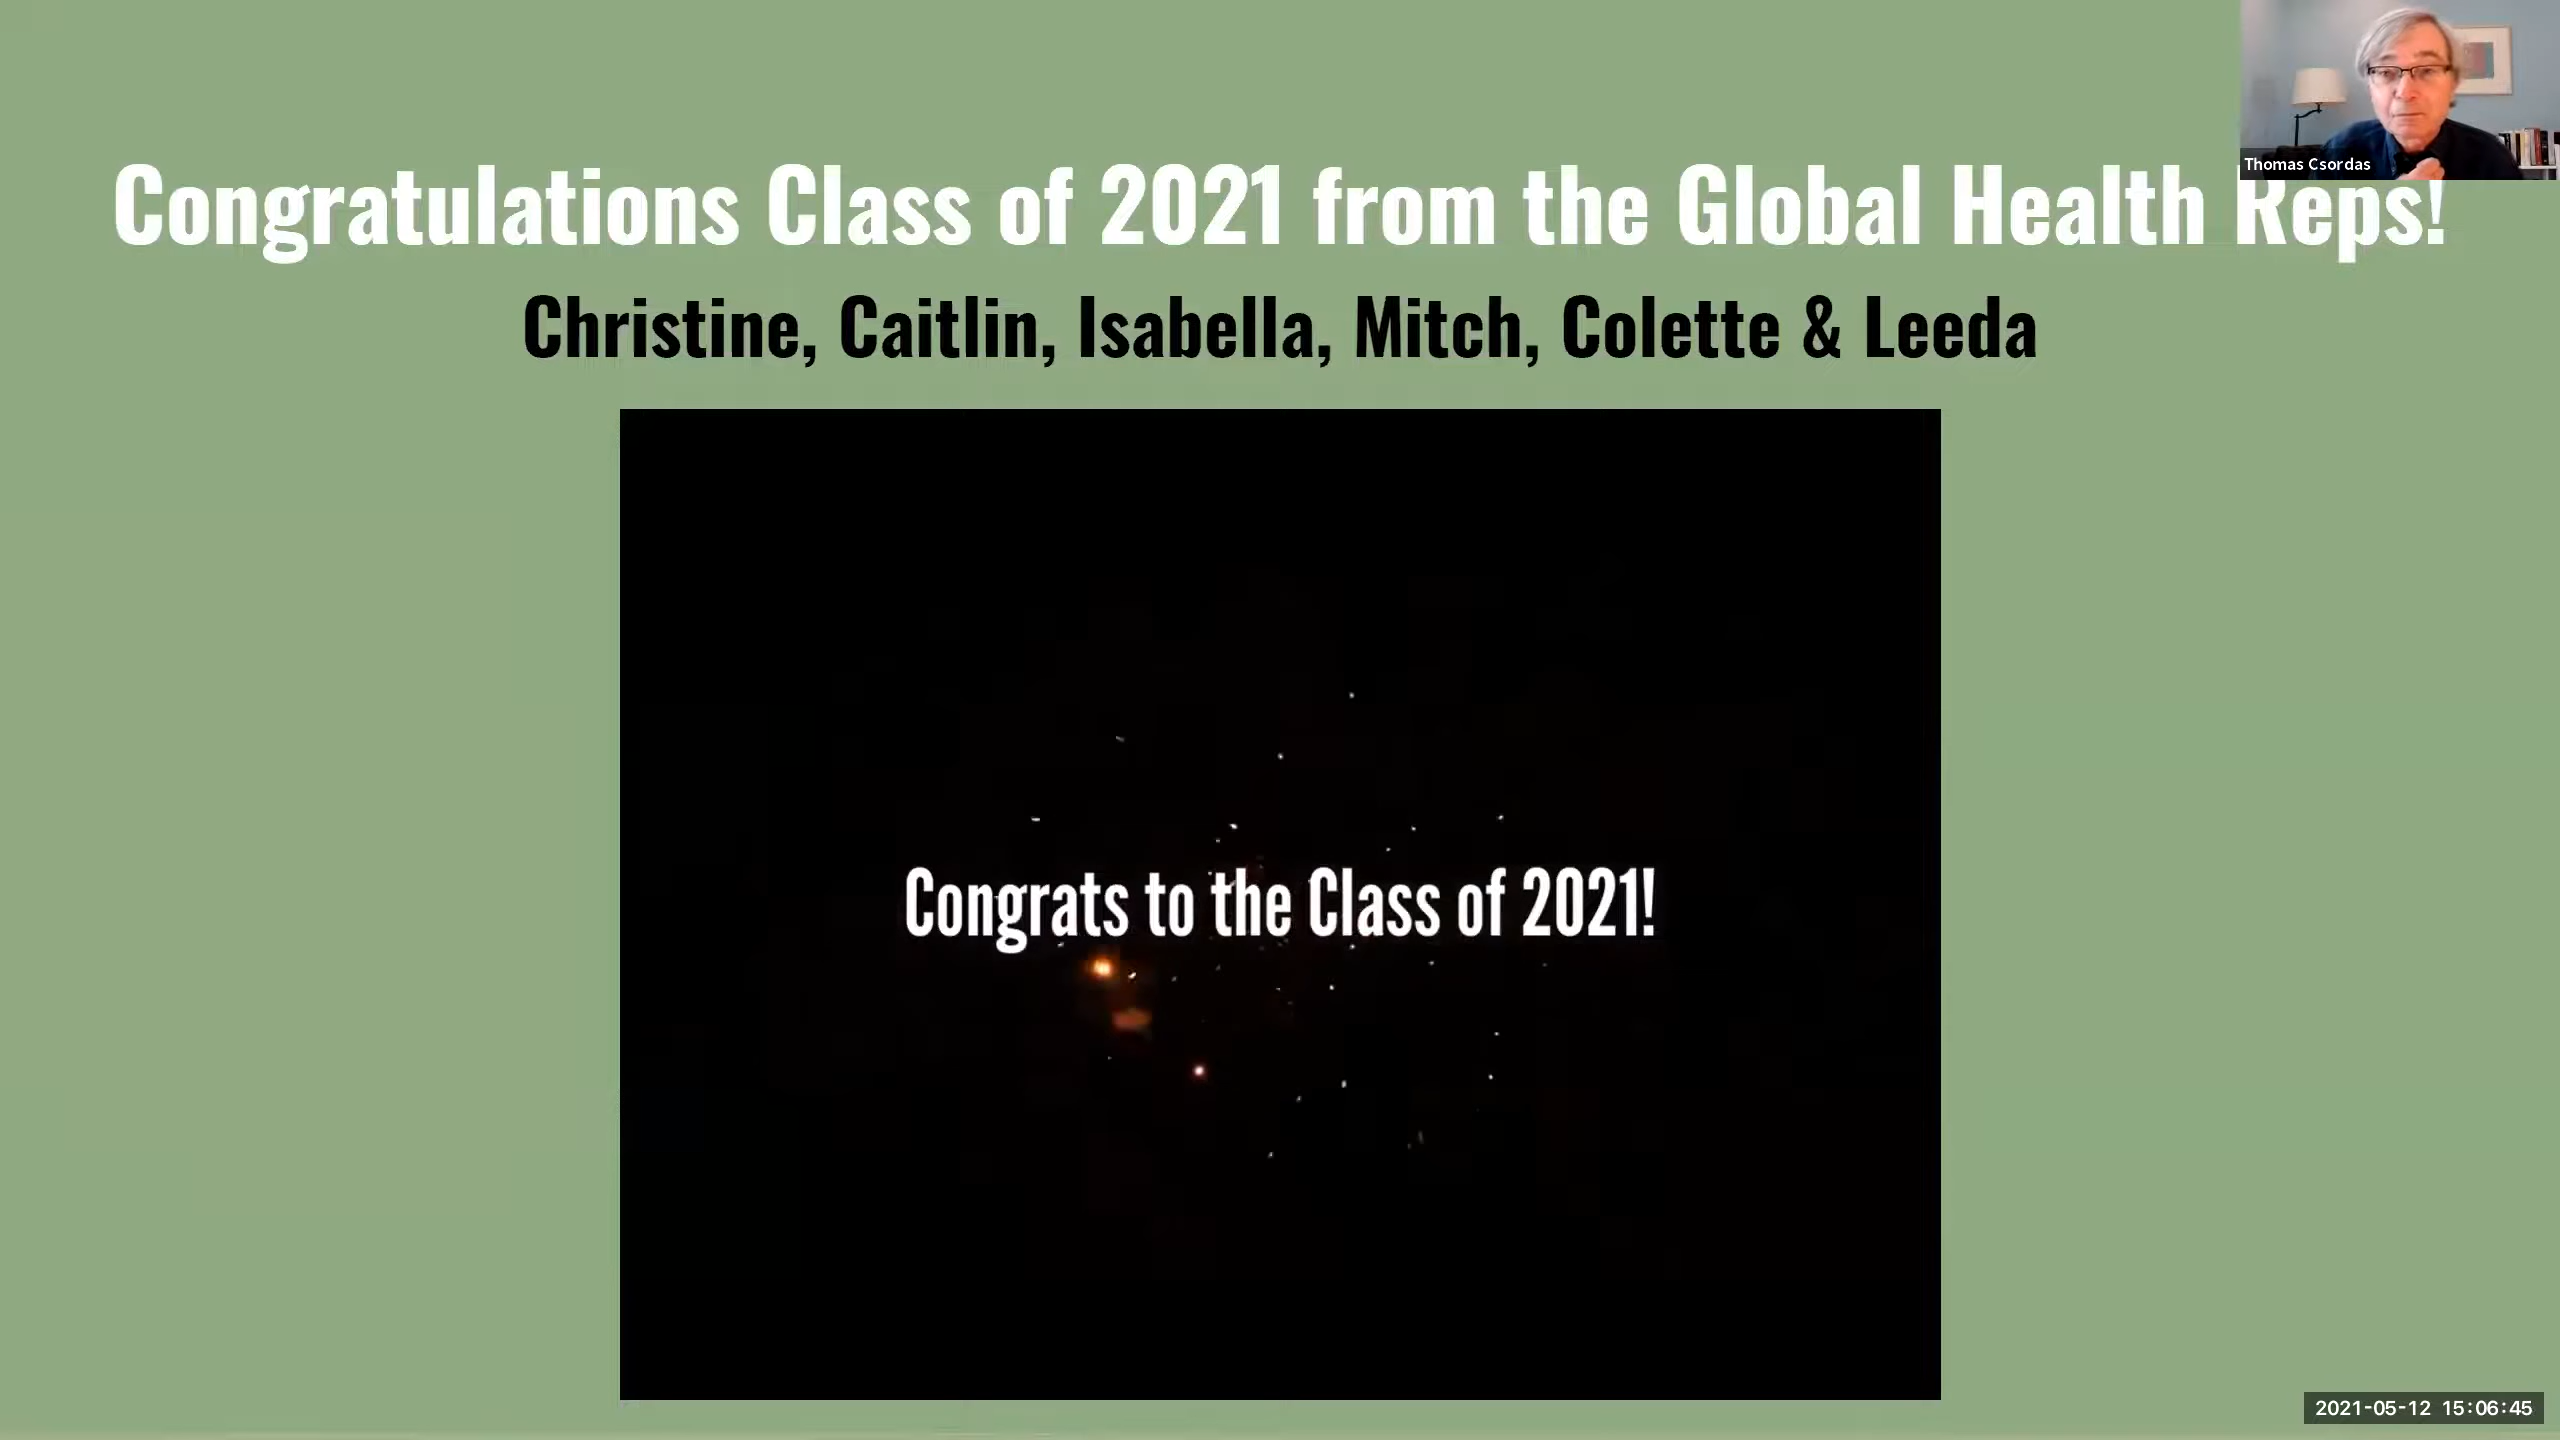 Thomas Csordas
Congratulations Class of 2021 from the Global Health Reps!
Christine, Caitlin, Isabella, Mitch, Colette & Leeda
Congrats to the Class of 2021!
2021-05-12 15:06:45